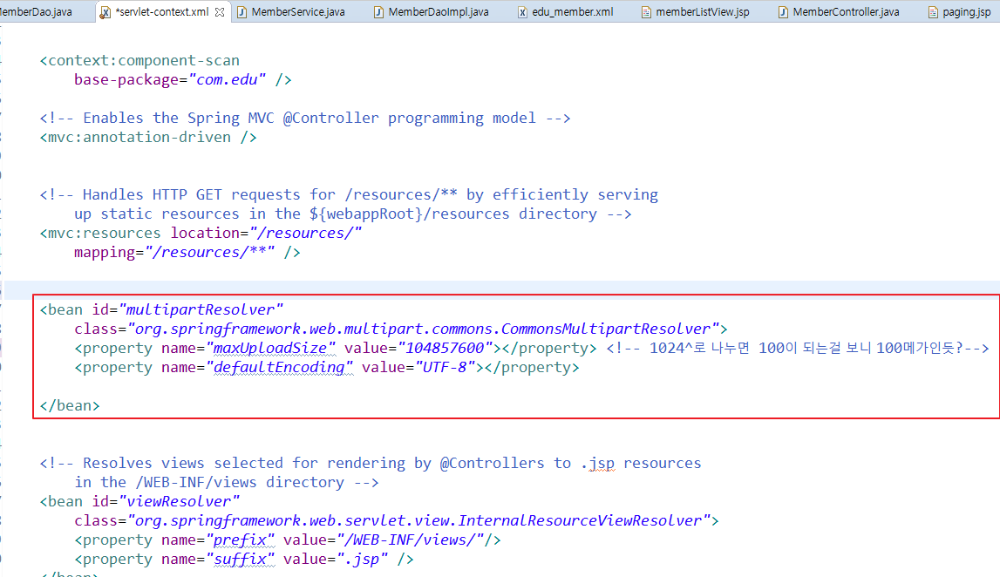 MemberDao.java *servlet-context.xml MemberService.java MemberDaoImpl.java edu_member.xml memberListView.jsp MemberController.java paging.jsp
<context:component-scan
base-package="com.edu" />
<!-- Enables the Spring MVC @Controller programming model -->
<mvc:annotation-driven />
<!-- Handles HTTP GET requests for /resources/** by efficiently serving
up static resources in the ${webappRoot}/resources directory -->
<mvc:resources location="/resources/"
mapping="/resources/**" />
<bean id="multipartResolver"
class="org.springframework.web.multipart.commons.CommonsMultipartResolver">
<property name="maxUploadSize" value="104857600"></property> <!-- 1024^로 나누면 100이 되는걸 보니 100메가인듯?-->
<property name="defaultEncoding" value="UTF-8"></property>
</bean>
<!-- Resolves views selected for rendering by @Controllers to .jsp resources
in the /WEB-INF/views directory -->
<bean id="viewResolver"
class="org.springframework.web.servlet.view.InternalResourceViewResolver">
<property name="prefix" value="/WEB-INF/views/"/>
<property name="suffix" value=".jsp" />
</bean>